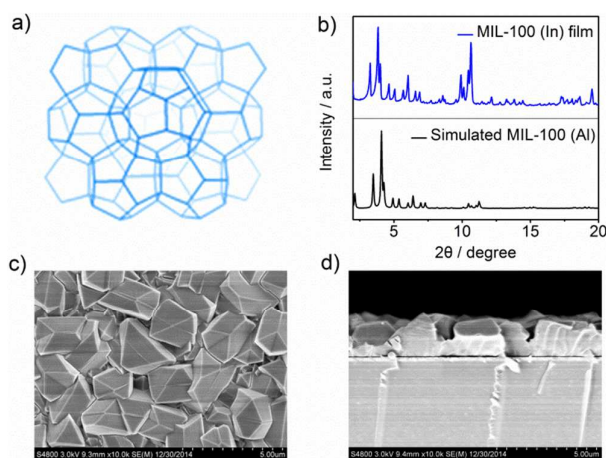 a)
b)
MIL-100 (In) film
Simulated MIL-100 (Al)
Intensity / a.u.
5 10 15 20
2θ / degree
c)
d)
S4800 3.0kV 9.3mm x10.0k SE(M) 12/30/2014 5.00um
S4800 3.0kV 9.4mm x10.0k SE(M) 12/30/2014 5.00um